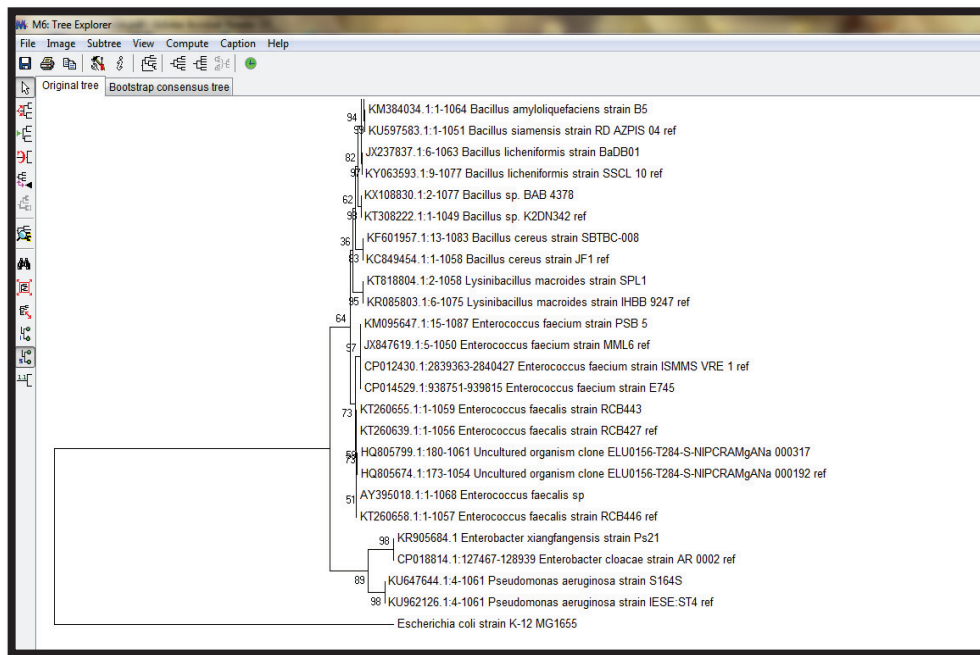 M6: Tree Explorer
File Image Subtree View Compute Caption Help
Original tree Bootstrap consensus tree
KM384034.1:1-1064 Bacillus amyloliquefaciens strain B5
94
99
KU597583.1:1-1051 Bacillus siamensis strain RD AZPIS 04 ref
JX237837.1:6-1063 Bacillus licheniformis strain BaDB01
82
KY063593.1:9-1077 Bacillus licheniformis strain SSCL 10 ref
KX108830.1:2-1077 Bacillus sp. BAB 4378
62
KT308222.1:1-1049 Bacillus sp. K2DN342 ref
KF601957.1:13-1083 Bacillus cereus strain SBTBC-008
36
83
KC849454.1:1-1058 Bacillus cereus strain JF1 ref
KT818804.1:2-1058 Lysinibacillus macroides strain SPL1
95
KR085803.1:6-1075 Lysinibacillus macroides strain IHBB 9247 ref
64
KM095647.1:15-1087 Enterococcus faecium strain PSB 5
97
JX847619.1:5-1050 Enterococcus faecium strain MML6 ref
CP012430.1:2839363-2840427 Enterococcus faecium strain ISMMS VRE 1 ref
CP014529.1:938751-939815 Enterococcus faecium strain E745
73
KT260655.1:1-1059 Enterococcus faecalis strain RCB443
KT260639.1:1-1056 Enterococcus faecalis strain RCB427 ref
HQ805799.1:180-1061 Uncultured organism clone ELU0156-T284-S-NIPCRAMgANa 000317
73
HQ805674.1:173-1054 Uncultured organism clone ELU0156-T284-S-NIPCRAMgANa 000192 ref
AY395018.1:1-1068 Enterococcus faecalis sp
51
KT260658.1:1-1057 Enterococcus faecalis strain RCB446 ref
98
KR905684.1 Enterobacter xiangfangensis strain Ps21
CP018814.1:127467-128939 Enterobacter cloacae strain AR 0002 ref
89
KU647644.1:4-1061 Pseudomonas aeruginosa strain S164S
98
KU962126.1:4-1061 Pseudomonas aeruginosa strain IESE:ST4 ref
Escherichia coli strain K-12 MG1655